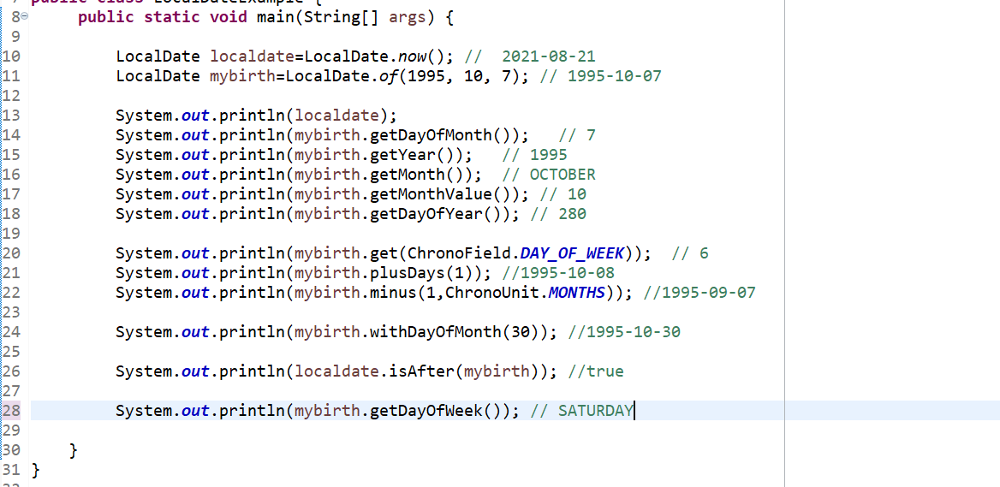 7 public class LocalDateExample {
8 public static void main(String[] args) {
9
10 LocalDate localdate=LocalDate.now(); // 2021-08-21
11 LocalDate mybirth=LocalDate.of(1995, 10, 7); // 1995-10-07
12
13 System.out.println(localdate);
14 System.out.println(mybirth.getDayOfMonth()); // 7
15 System.out.println(mybirth.getYear()); // 1995
16 System.out.println(mybirth.getMonth()); // OCTOBER
17 System.out.println(mybirth.getMonthValue()); // 10
18 System.out.println(mybirth.getDayOfYear()); // 280
19
20 System.out.println(mybirth.get(ChronoField.DAY_OF_WEEK)); // 6
21 System.out.println(mybirth.plusDays(1)); //1995-10-08
22 System.out.println(mybirth.minus(1,ChronoUnit.MONTHS)); //1995-09-07
23
24 System.out.println(mybirth.withDayOfMonth(30)); //1995-10-30
25
26 System.out.println(localdate.isAfter(mybirth)); //true
27
28 System.out.println(mybirth.getDayOfWeek()); // SATURDAY
29
30 }
31 }